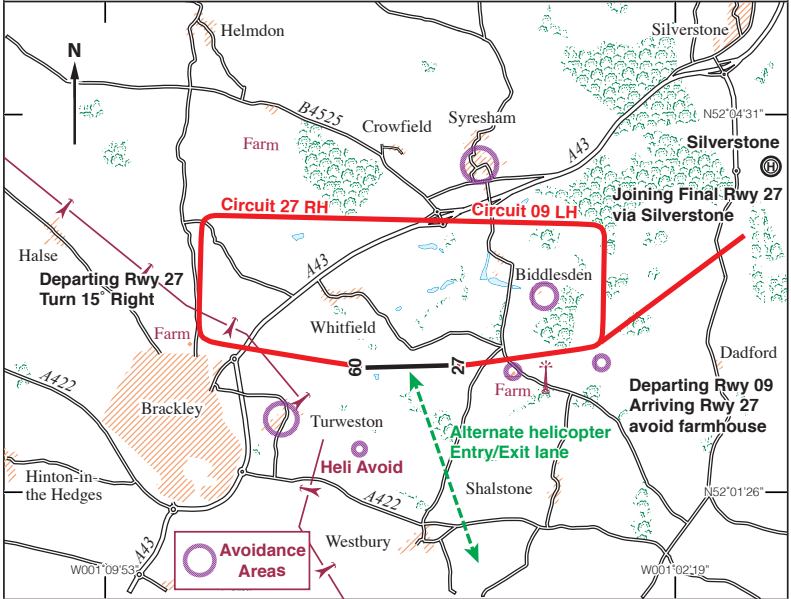 Helmdon
Silverstone
N
B4525
Crowfield
Syresham
N52°04'31"
Farm
A43
Silverstone
H
Joining Final Rwy 27
via Silverstone
Circuit 27 RH
Circuit 09 LH
Halse
Departing Rwy 27
Turn 15° Right
A43
Biddlesden
Whitfield
Farm
Dadford
A422
09
27
Farm
Departing Rwy 09
Arriving Rwy 27
avoid farmhouse
Brackley
Turweston
Alternate helicopter
Entry/Exit lane
Heli Avoid
Hinton-in-
the Hedges
A422
Shalstone
N52°01'26"
Westbury
A43
Avoidance
Areas
W001°09'53"
W001°02'19"